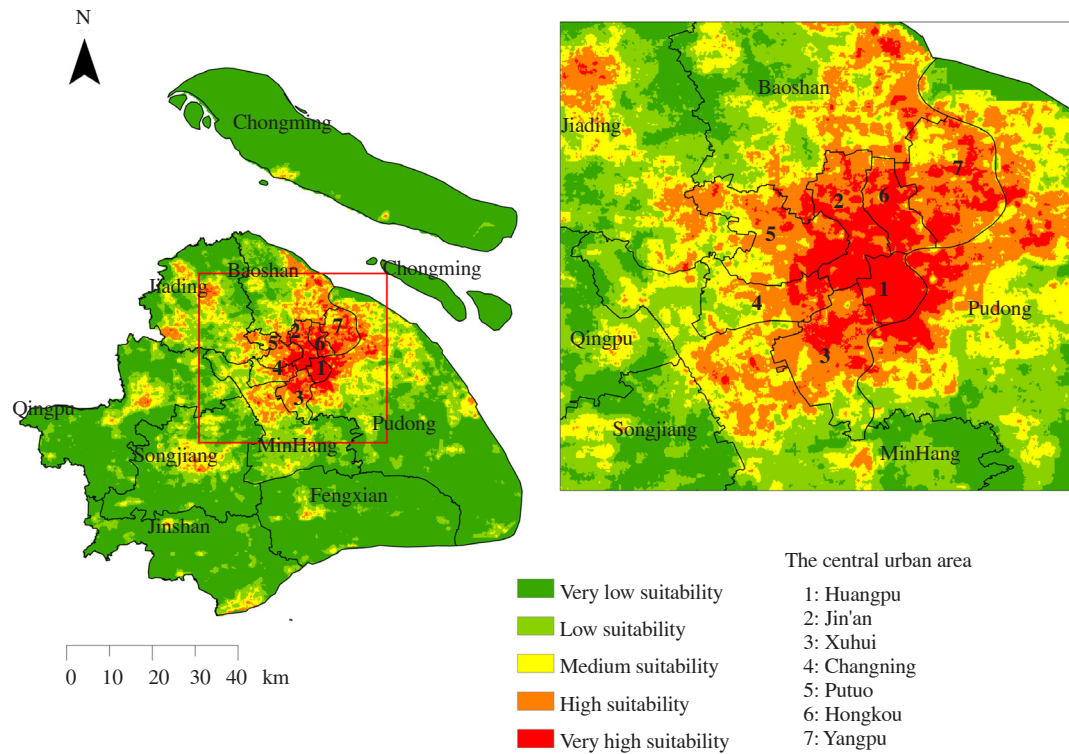 N
Chongming
Chongming
Baoshan
Jiading
7
2
5
6
4
1
3
Qingpu
Pudong
Songjiang
MinHang
Fengxian
Jinshan
0 10 20 30 40 km
Baoshan
Jiading
7
2
6
5
1
4
Pudong
Qingpu
3
Songjiang
MinHang
Very low suitability
Low suitability
Medium suitability
High suitability
Very high suitability
The central urban area
1: Huangpu
2: Jin'an
3: Xuhui
4: Changning
5: Putuo
6: Hongkou
7: Yangpu